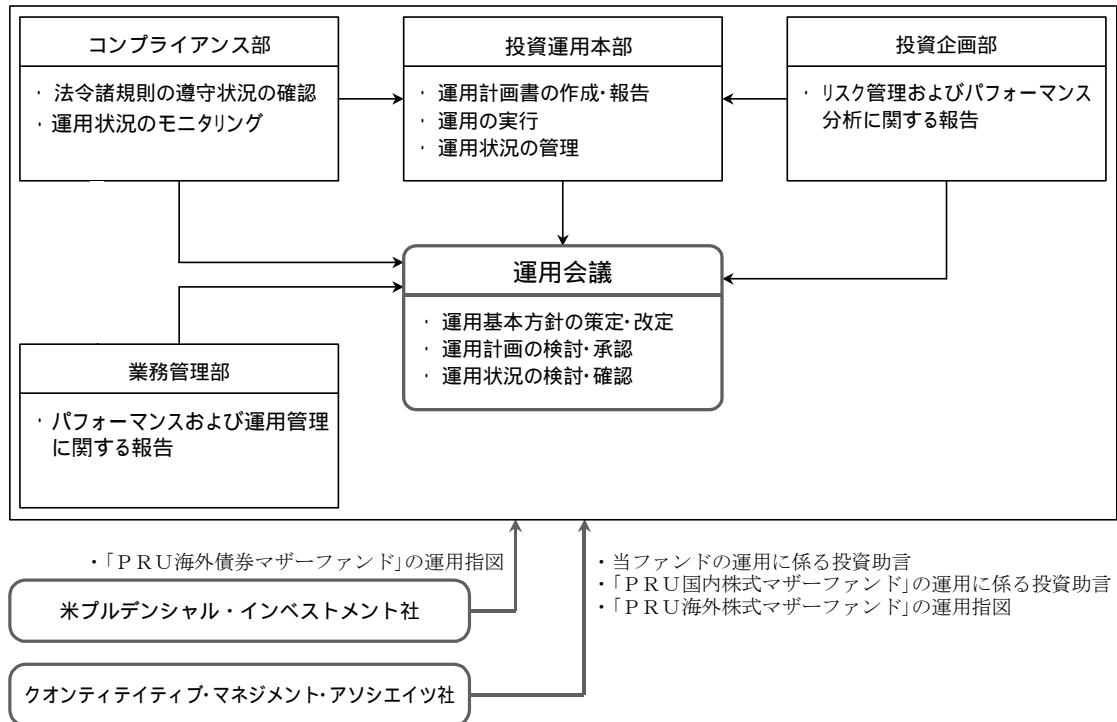 コンプライアンス部
・ 法令諸規則の遵守状況の確認
・運用状況のモニタリング
投資運用本部
・ 運用計画書の作成・報告
・ 運用の実行
・ 運用状況の管理
投資企画部
・ リスク管理およびパフォーマンス
分析に関する報告
運用会議
・ 運用基本方針の策定・改定
・ 運用計画の検討・承認
・ 運用状況の検討・確認
業務管理部
・パフォーマンスおよび運用管理
に関する報告
・「ＰＲＵ海外債券マザーファンド」の運用指図
・当ファンドの運用に係る投資助言
・「ＰＲＵ国内株式マザーファンド」の運用に係る投資助言
・「ＰＲＵ海外株式マザーファンド」の運用指図
米プルデンシャル・インベストメント社
クオンティテイティブ・マネジメント・アソシエイツ社